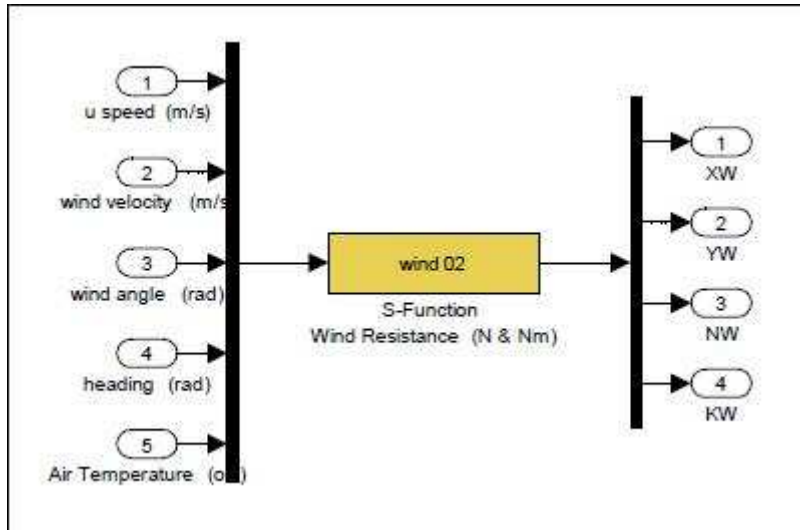 1
u speed (m/s)
2
wind velocity (m/s
3
wind angle (rad)
4
heading (rad)
5
Air Temperature
wind 02
S-Function
Wind Resistance (N & Nm)
1
XW
2
YW
3
NW
4
KW